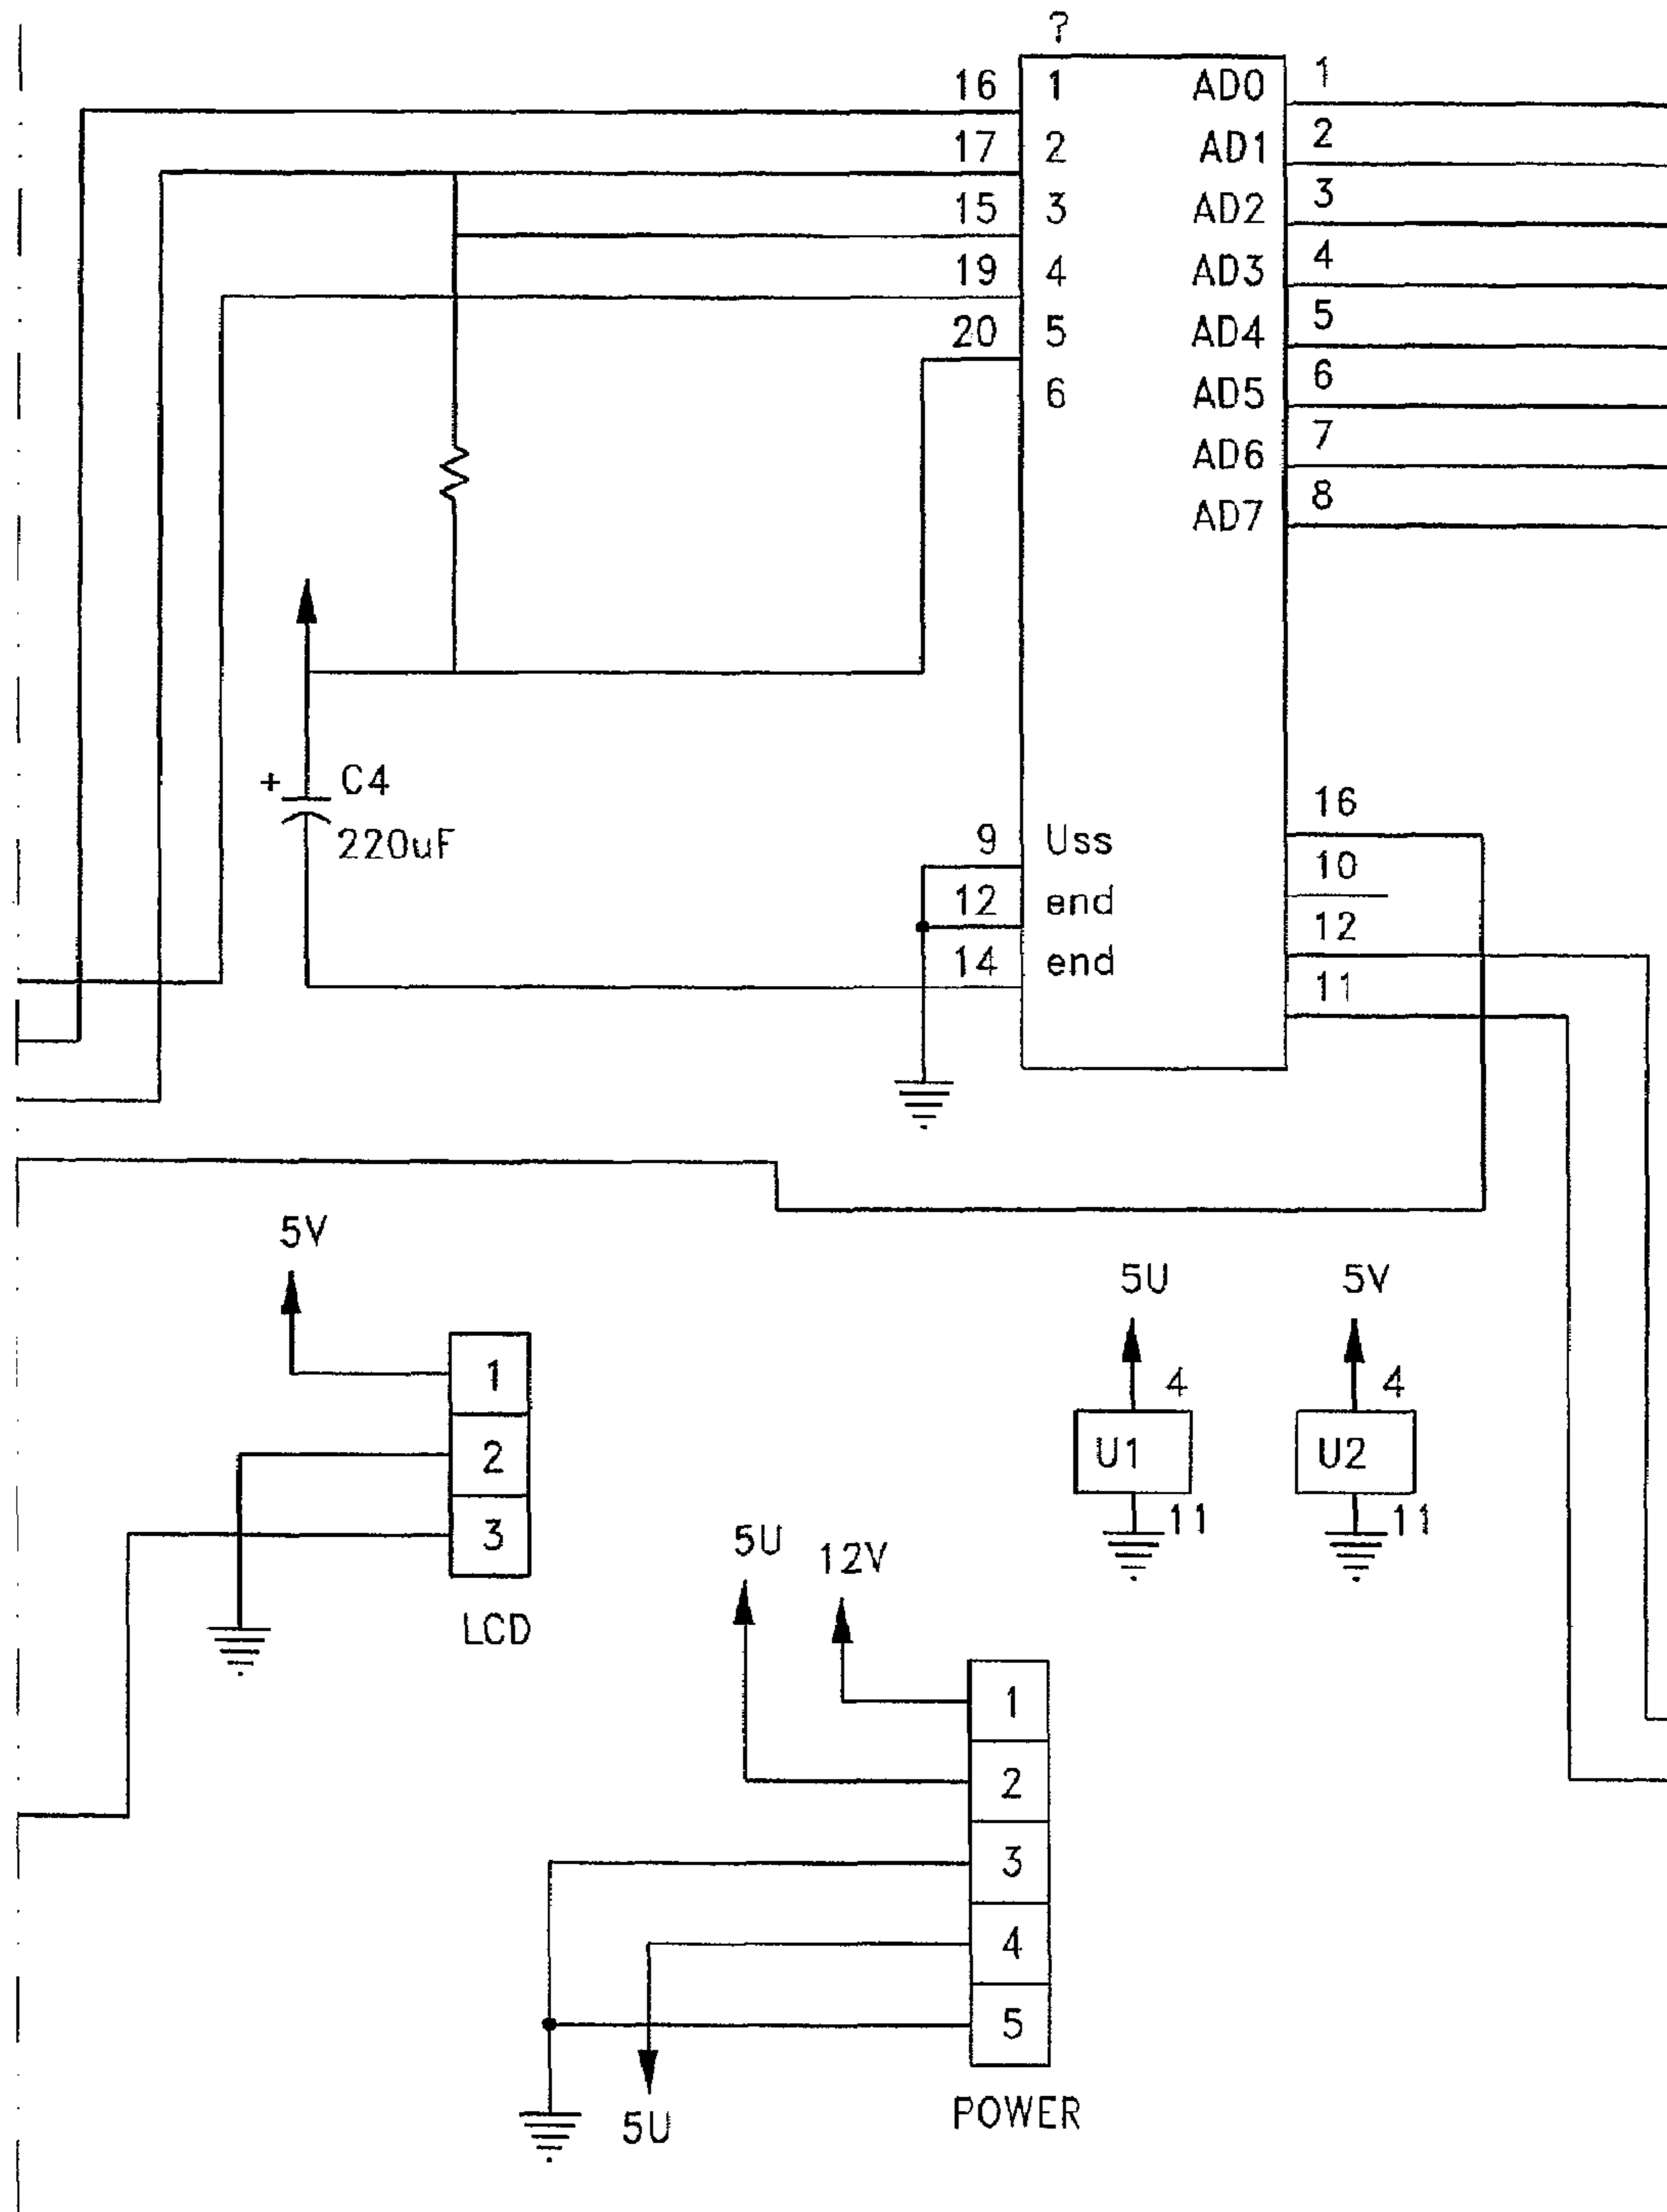 ?
16 1 AD0 1
17 2 AD1 2
15 3 AD2 3
19 4 AD3 4
20 5 AD4 5
6 AD5 6
AD6 7
AD7 8
+ C4
220uF
9 Uss 16
10
12 end 12
14 end 11
5V
5U 5V
1
4 4
2
U1 U2
3
11 11
LCD
5U 12V
1
2
3
4
5
5U
POWER